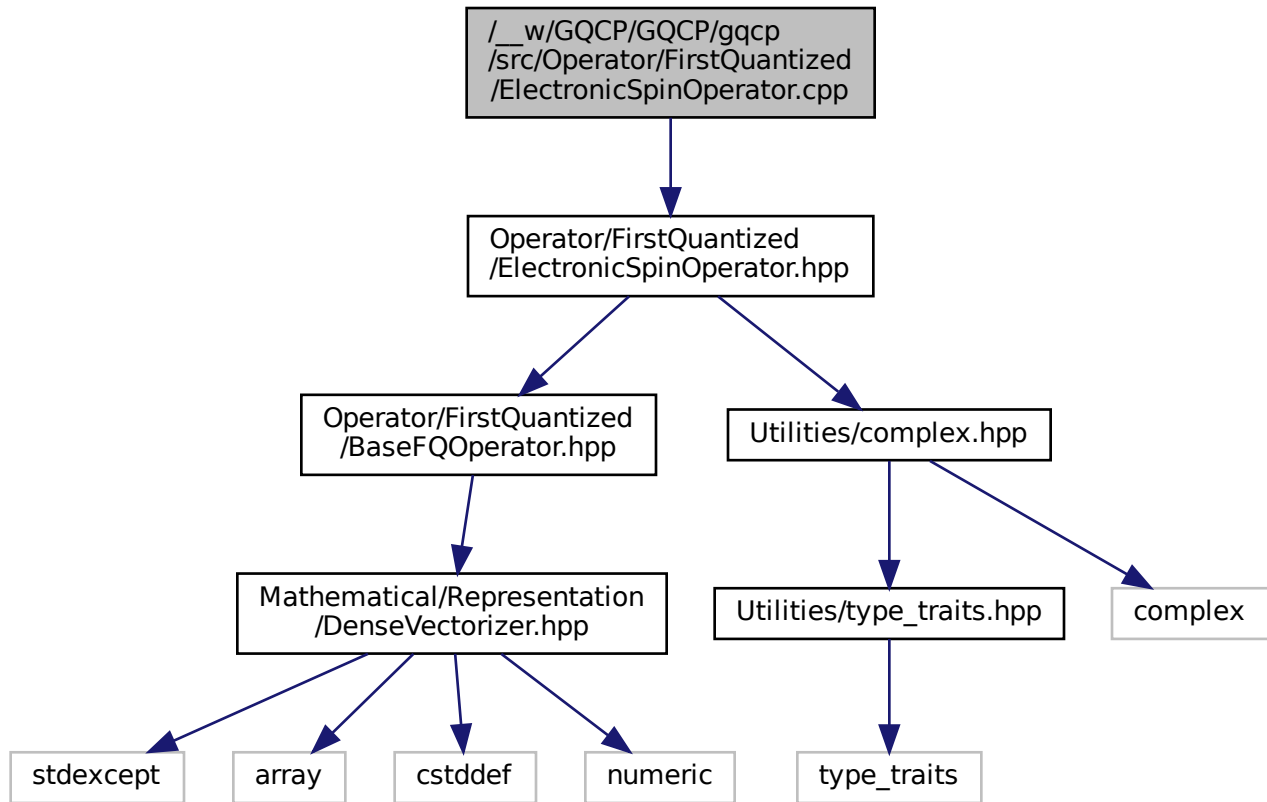 /__w/GQCP/GQCP/gqcp
/src/Operator/FirstQuantized
/ElectronicSpinOperator.cpp
Operator/FirstQuantized
/ElectronicSpinOperator.hpp
Operator/FirstQuantized
/BaseFQOperator.hpp
Utilities/complex.hpp
Mathematical/Representation
/DenseVectorizer.hpp
Utilities/type_traits.hpp
complex
stdexcept
array
cstddef
numeric
type_traits